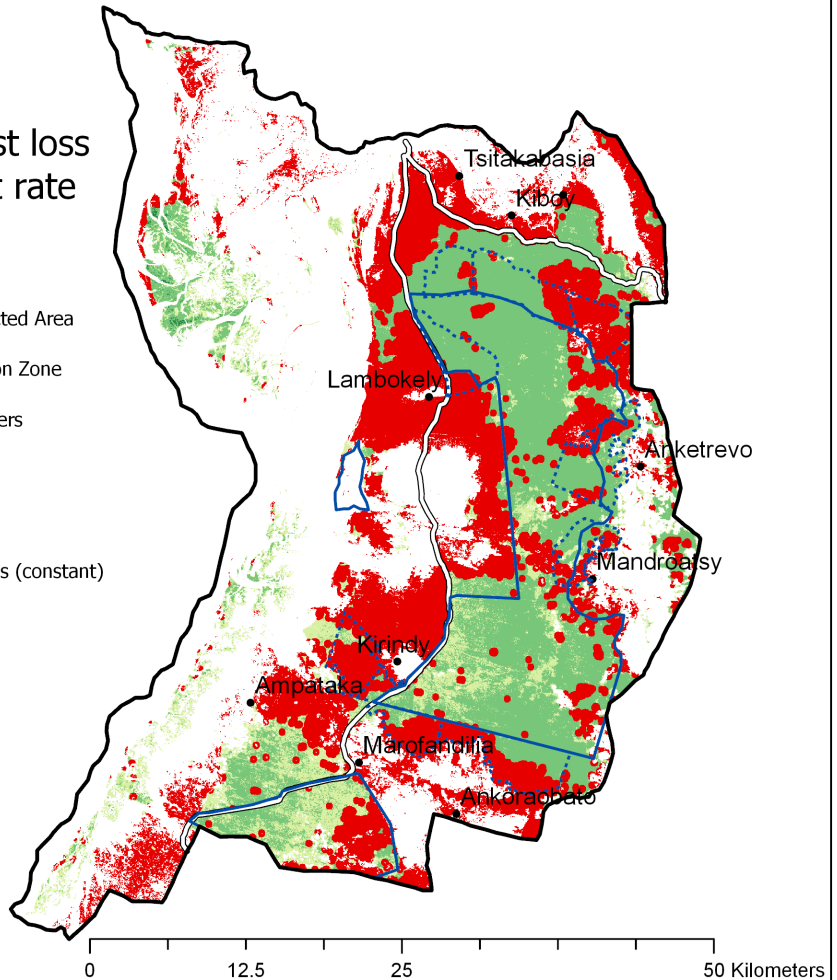 st loss
t rate
Tsitakabasia
Kiboy
cted Area
on Zone
Lambokely
ers
Anketrevo
Mandroatsy
s (constant)
Kirindy
Ampataka
Marofandilia
Ankoraobato
0 12.5 25 50 Kilometers